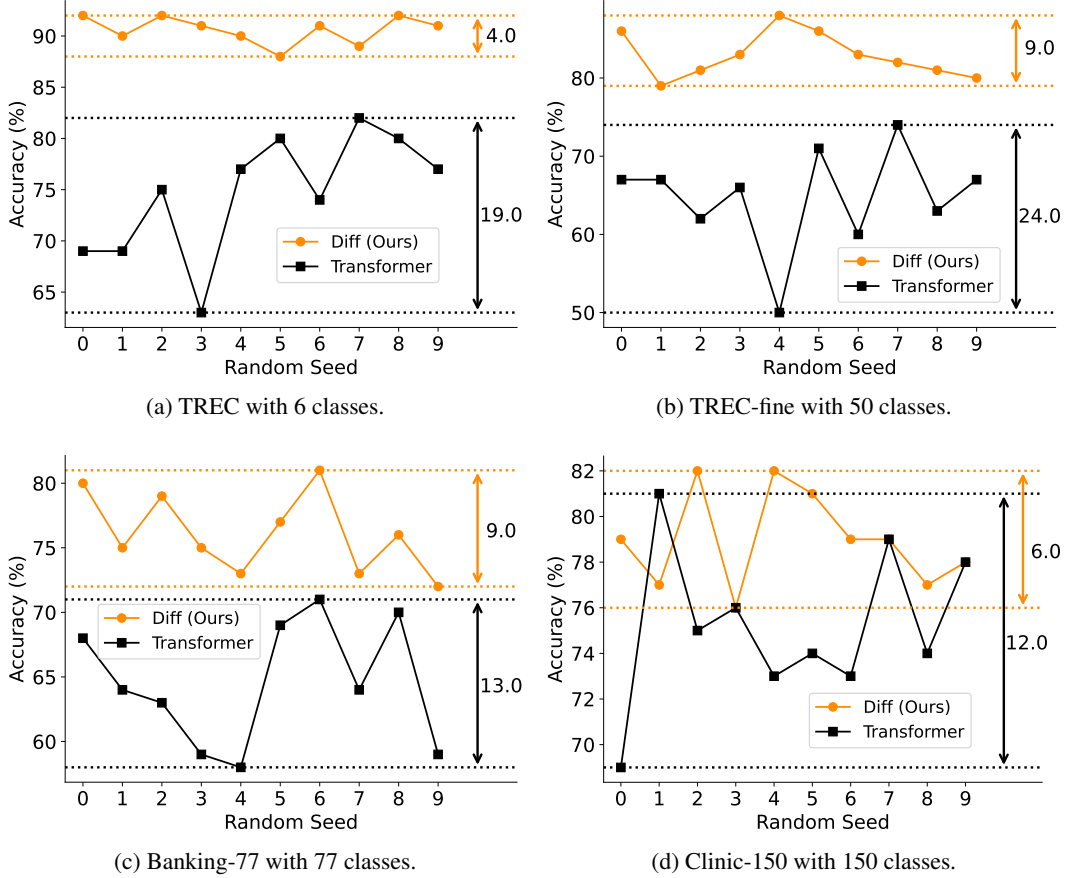 90
85
80
75
70
65
Accuracy (%)
4.0
19.0
Diff (Ours)
Transformer
0 1 2 3 4 5 6 7 8 9
Random Seed
(a) TREC with 6 classes.
80
70
60
50
Accuracy (%)
9.0
24.0
Diff (Ours)
Transformer
0 1 2 3 4 5 6 7 8 9
Random Seed
(b) TREC-fine with 50 classes.
80
75
70
65
60
Accuracy (%)
9.0
13.0
Diff (Ours)
Transformer
0 1 2 3 4 5 6 7 8 9
Random Seed
(c) Banking-77 with 77 classes.
82
80
78
76
74
72
70
Accuracy (%)
6.0
12.0
Diff (Ours)
Transformer
0 1 2 3 4 5 6 7 8 9
Random Seed
(d) Clinic-150 with 150 classes.